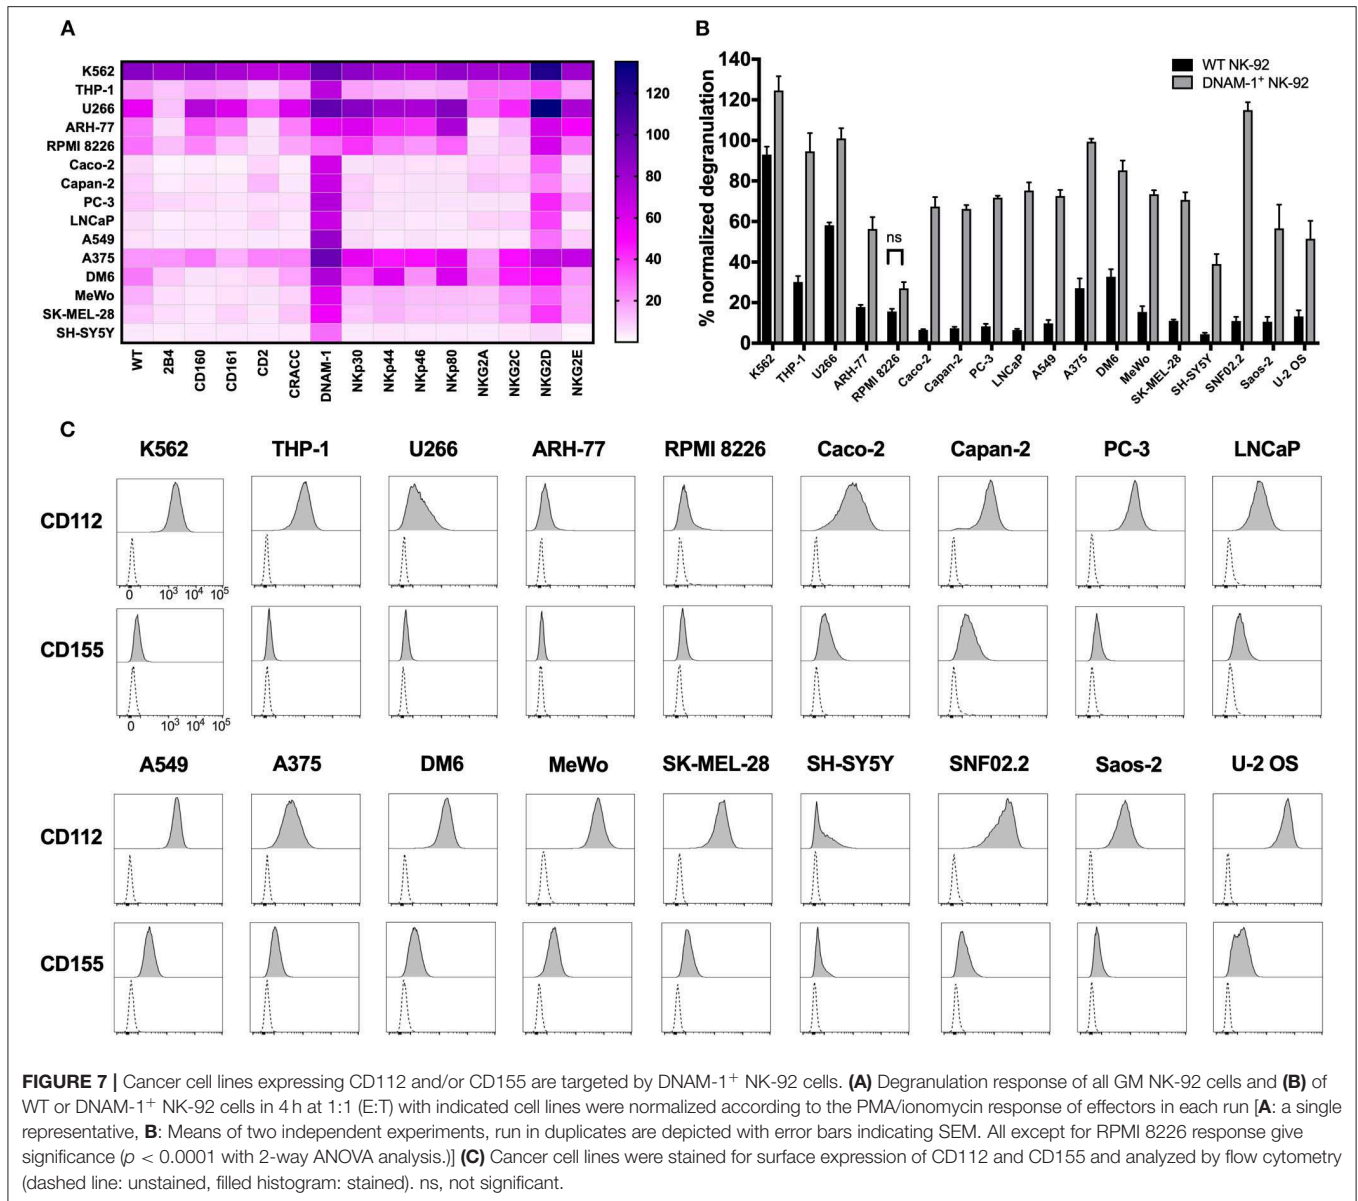 A
K562
THP-1
U266
ARH-77
RPMI 8226
Caco-2
Capan-2
PC-3
LNCaP
A549
A375
DM6
MeWo
SK-MEL-28
SH-SY5Y
WT
2B4
CD160
CD161
CD2
CRACC
DNAM-1
NKp30
NKp44
NKp46
NKp80
NKG2A
NKG2C
NKG2D
NKG2E
120
100
80
60
40
20
B
% normalized degranulation
140
120
100
80
60
40
20
0
WT NK-92
DNAM-1⁺ NK-92
ns
K562
THP-1
U266
ARH-77
RPMI 8226
Caco-2
Capan-2
PC-3
LNCaP
A549
A375
DM6
MeWo
SK-MEL-28
SH-SY5Y
SNF02.2
Saos-2
U-2 OS
C
K562 THP-1 U266 ARH-77 RPMI 8226 Caco-2 Capan-2 PC-3 LNCaP
CD112
0 10³ 10⁴ 10⁵
CD155
0 10³ 10⁴ 10⁵
A549 A375 DM6 MeWo SK-MEL-28 SH-SY5Y SNF02.2 Saos-2 U-2 OS
CD112
CD155
FIGURE 7 | Cancer cell lines expressing CD112 and/or CD155 are targeted by DNAM-1⁺ NK-92 cells. (A) Degranulation response of all GM NK-92 cells and (B) of
WT or DNAM-1⁺ NK-92 cells in 4 h at 1:1 (E:T) with indicated cell lines were normalized according to the PMA/ionomycin response of effectors in each run [A: a single
representative, B: Means of two independent experiments, run in duplicates are depicted with error bars indicating SEM. All except for RPMI 8226 response give
significance (p < 0.0001 with 2-way ANOVA analysis.)] (C) Cancer cell lines were stained for surface expression of CD112 and CD155 and analyzed by flow cytometry
(dashed line: unstained, filled histogram: stained). ns, not significant.